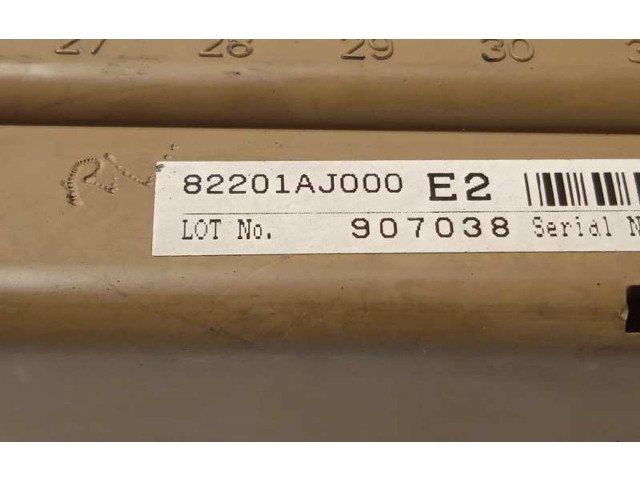 27 28 29 30
82201AJ000 E2
LOT No. 907038 Serial N